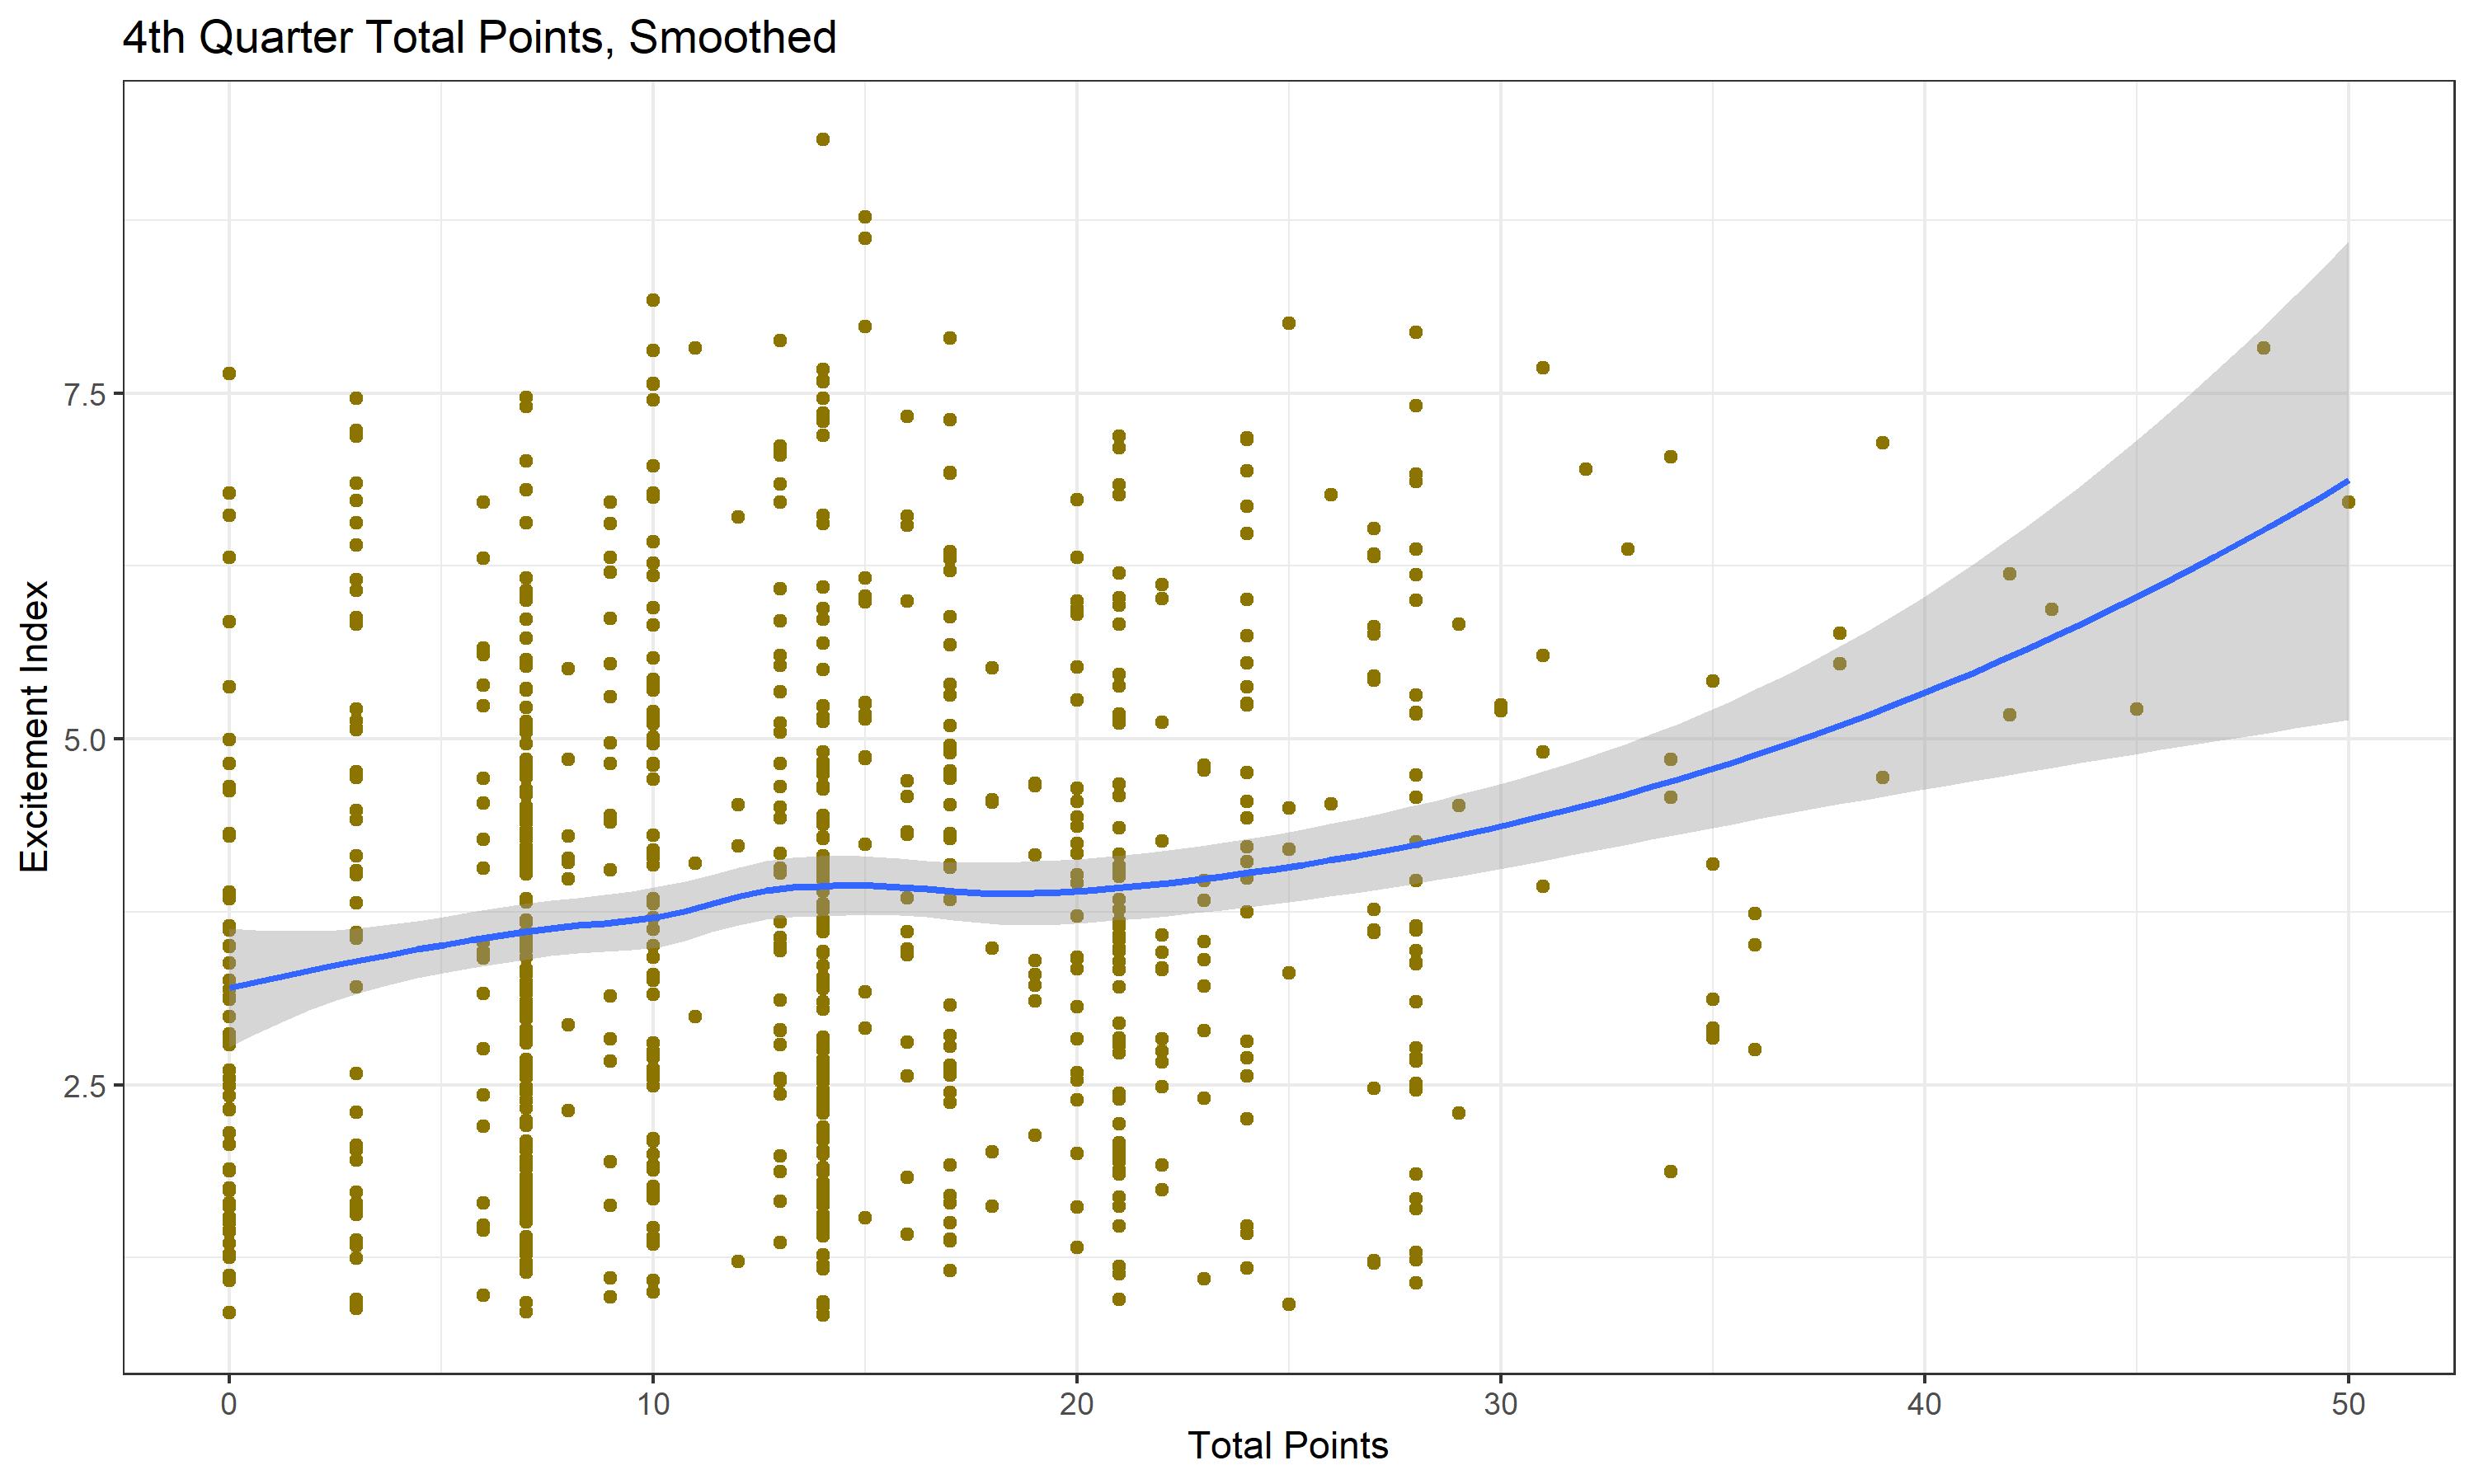 4th Quarter Total Points, Smoothed
Excitement Index
7.5
5.0
2.5
0 10 20 30 40 50
Total Points